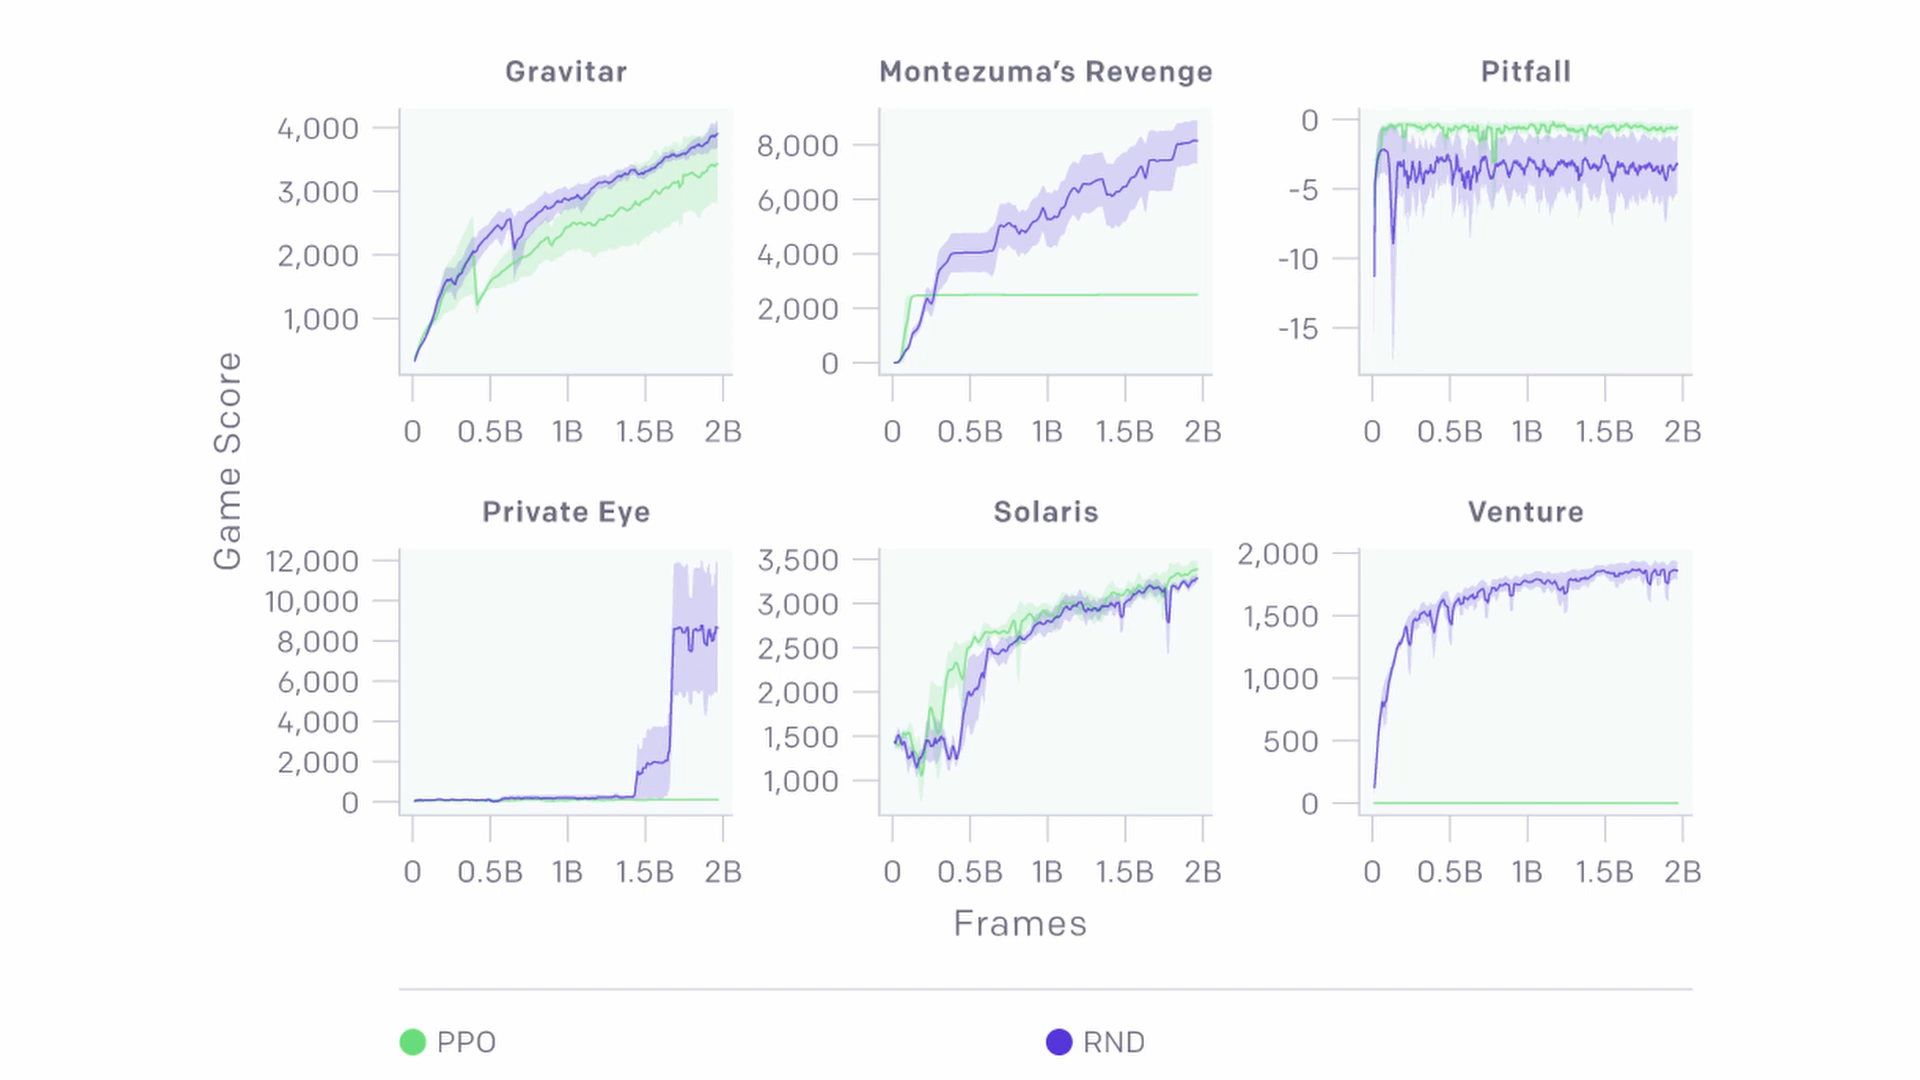 Gravitar
Montezuma’s Revenge
Pitfall
4,000
3,000
2,000
1,000
0 0.5B 1B 1.5B 2B
8,000
6,000
4,000
2,000
0
0 0.5B 1B 1.5B 2B
0
-5
-10
-15
0 0.5B 1B 1.5B 2B
Game Score
Private Eye
Solaris
Venture
12,000
10,000
8,000
6,000
4,000
2,000
0
0 0.5B 1B 1.5B 2B
3,500
3,000
2,500
2,000
1,500
1,000
0 0.5B 1B 1.5B 2B
2,000
1,500
1,000
500
0
0 0.5B 1B 1.5B 2B
Frames
PPO
RND